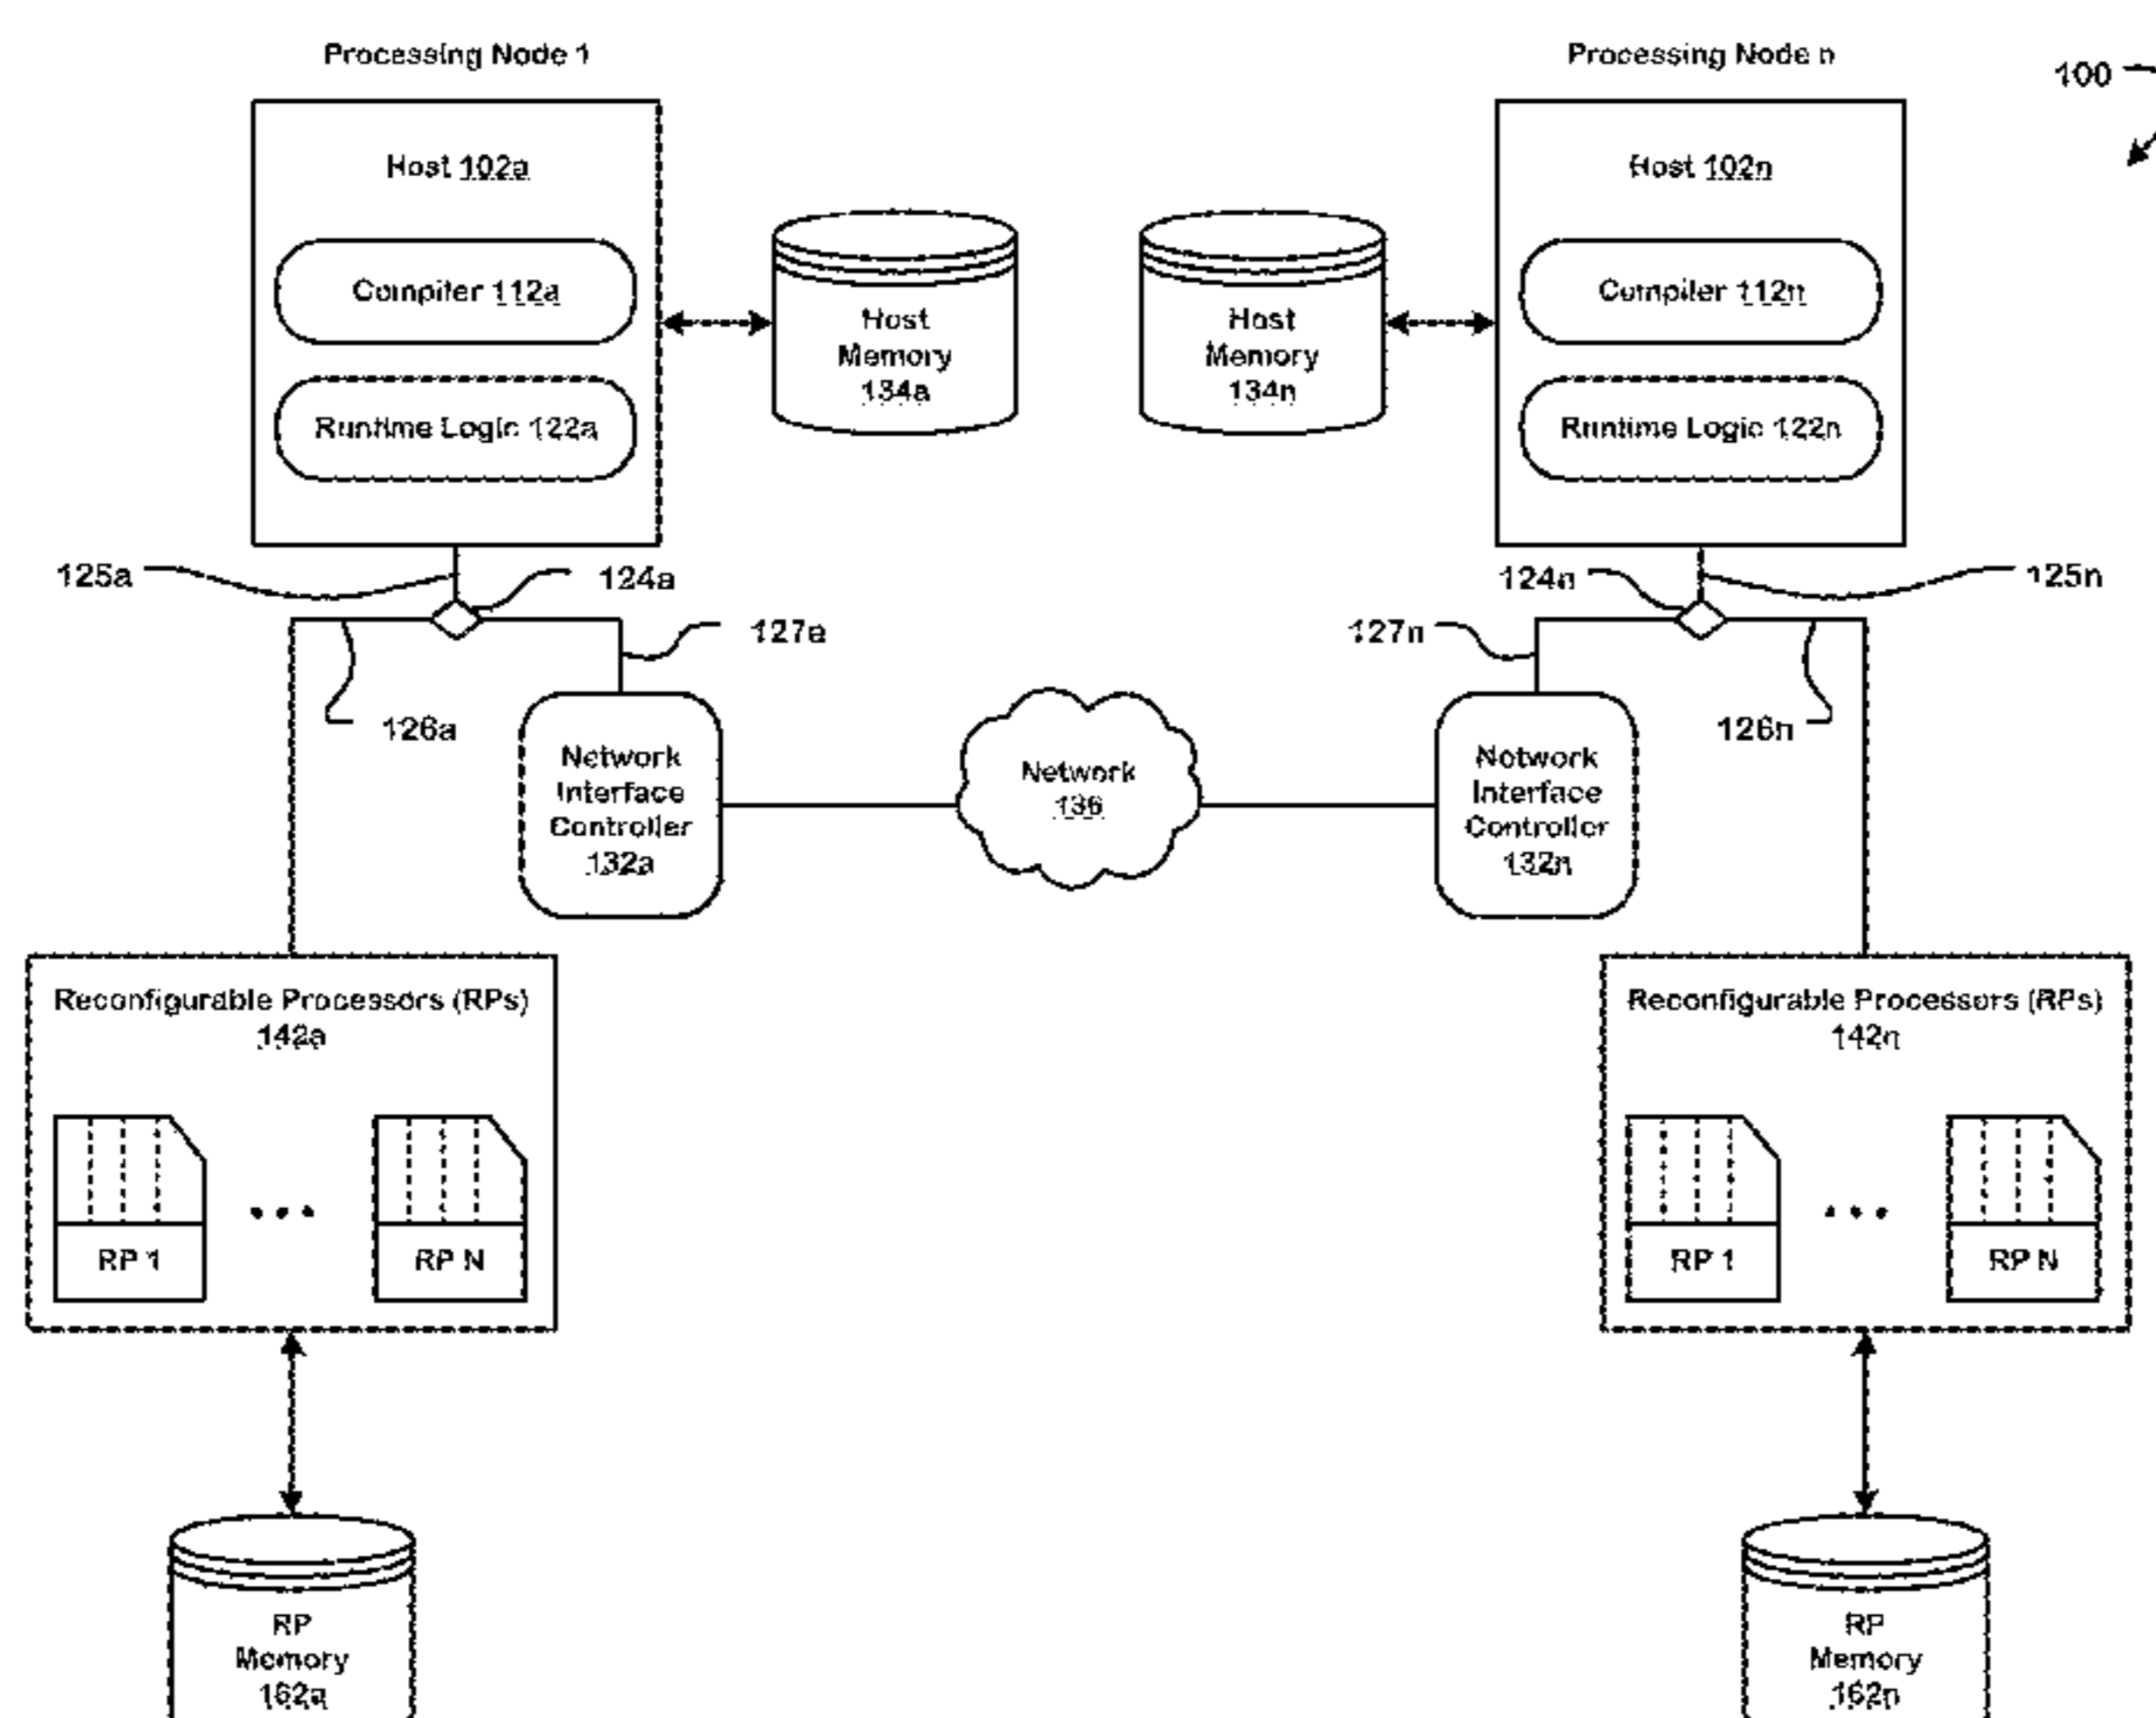 Processing Node 1
Processing Node n
100
Host 102a
Host 102n
Compiler 112a
Compiler 112n
Host
Memory
134a
Host
Memory
134n
Runtime Logic 122a
Runtime Logic 122n
125a
124a
124n
125n
127a
127n
126a
126n
Network
Interface
Controller
132a
Network
136
Network
Interface
Controller
132n
Reconfigurable Processors (RPs)
142a
Reconfigurable Processors (RPs)
142n
RP 1
• • •
RP N
RP 1
• • •
RP N
RP
Memory
162a
RP
Memory
162n